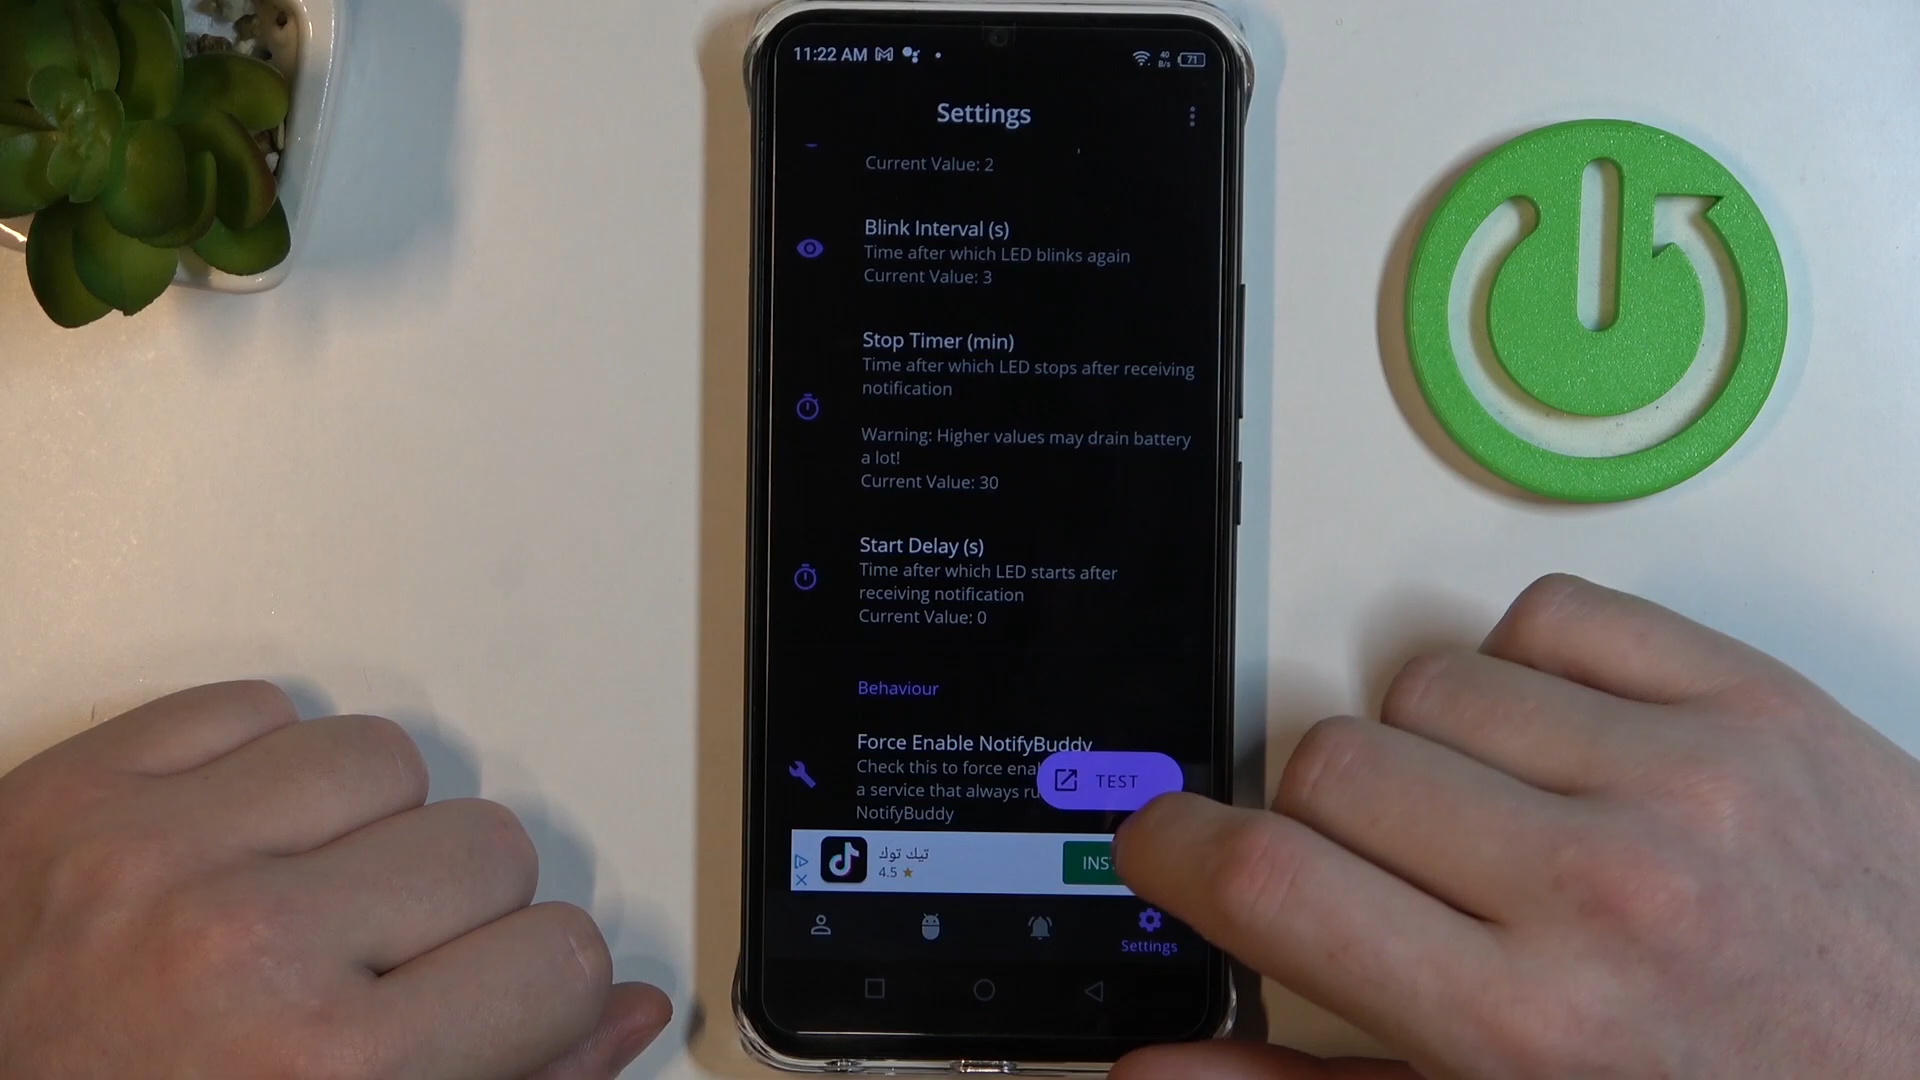 11:22 AM
40
B/s
71
Settings
Current Value: 2
Blink Interval (s)
Time after which LED blinks again
Current Value: 3
Stop Timer (min)
Time after which LED stops after receiving
notification
Warning: Higher values may drain battery
a lot!
Current Value: 30
Start Delay (s)
Time after which LED starts after
receiving notification
Current Value: 0
Behaviour
Force Enable NotifyBuddy
Check this to force
a service that always
NotifyBuddy
TEST
تيك توك
4.5
Settings